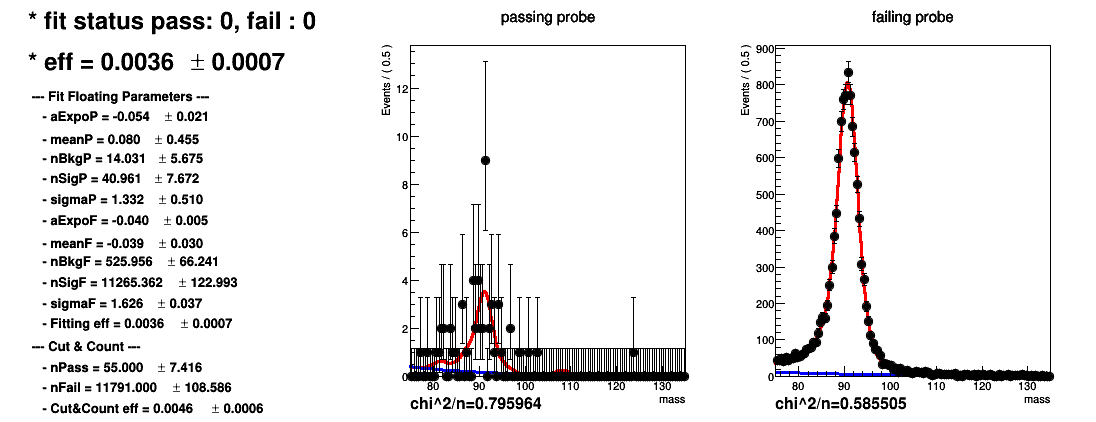 * fit status pass: 0, fail : 0
* eff = 0.0036 ± 0.0007
--- Fit Floating Parameters ---
- aExpoP = -0.054 ± 0.021
- meanP = 0.080 ± 0.455
- nBkgP = 14.031 ± 5.675
- nSigP = 40.961 ± 7.672
- sigmaP = 1.332 ± 0.510
- aExpoF = -0.040 ± 0.005
- meanF = -0.039 ± 0.030
- nBkgF = 525.956 ± 66.241
- nSigF = 11265.362 ± 122.993
- sigmaF = 1.626 ± 0.037
- Fitting eff = 0.0036 ± 0.0007
--- Cut & Count ---
- nPass = 55.000 ± 7.416
- nFail = 11791.000 ± 108.586
- Cut&Count eff = 0.0046 ± 0.0006
passing probe
Events / ( 0.5 )
12
10
8
6
4
2
0
80 90 100 110 120 130
mass
chi^2/n=0.795964
failing probe
Events / ( 0.5 )
900
800
700
600
500
400
300
200
100
0
80 90 100 110 120 130
mass
chi^2/n=0.585505